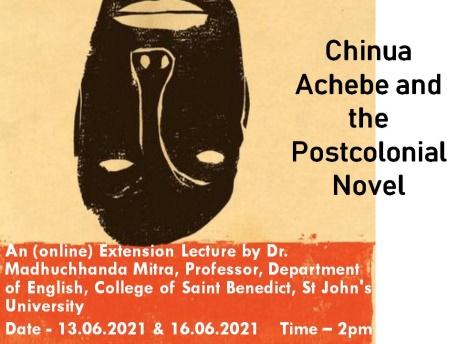 Chinua
Achebe and
the
Postcolonial
Novel
An (online) Extension Lecture by Dr.
Madhuchhanda Mitra, Professor, Department
of English, College of Saint Benedict, St John's
University
Date - 13.06.2021 & 16.06.2021 Time – 2pm